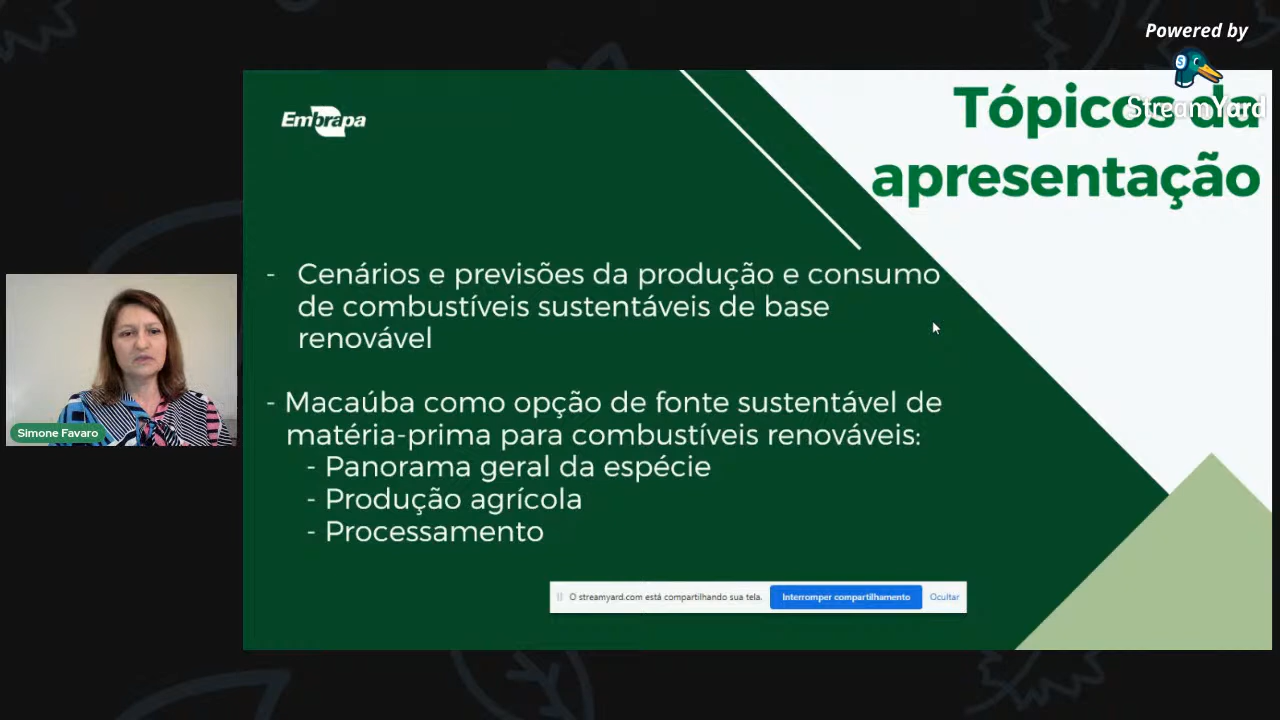 Powered by
StreamYard
Embrapa
Tópicos da
apresentação
- Cenários e previsões da produção e consumo
de combustíveis sustentáveis de base
renovável
- Macaúba como opção de fonte sustentável de
matéria-prima para combustíveis renováveis:
- Panorama geral da espécie
- Produção agrícola
- Processamento
Simone Favaro
O streamyard.com está compartilhando sua tela. Interromper compartilhamento Ocultar